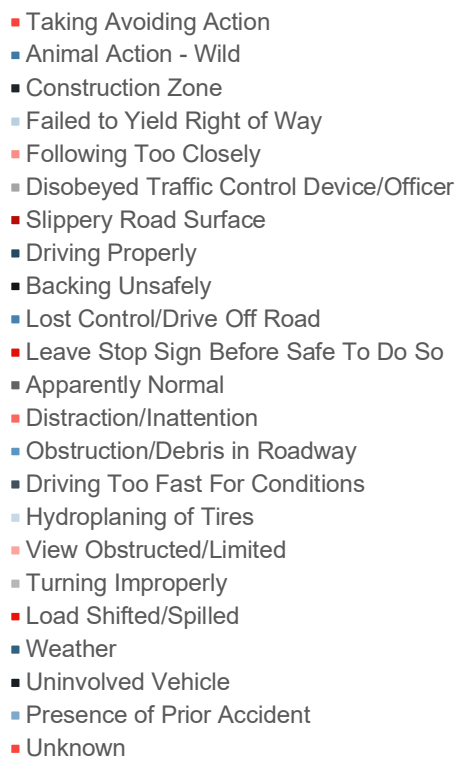 Taking Avoiding Action
Animal Action - Wild
Construction Zone
Failed to Yield Right of Way
Following Too Closely
Disobeyed Traffic Control Device/Officer
Slippery Road Surface
Driving Properly
Backing Unsafely
Lost Control/Drive Off Road
Leave Stop Sign Before Safe To Do So
Apparently Normal
Distraction/Inattention
Obstruction/Debris in Roadway
Driving Too Fast For Conditions
Hydroplaning of Tires
View Obstructed/Limited
Turning Improperly
Load Shifted/Spilled
Weather
Uninvolved Vehicle
Presence of Prior Accident
Unknown